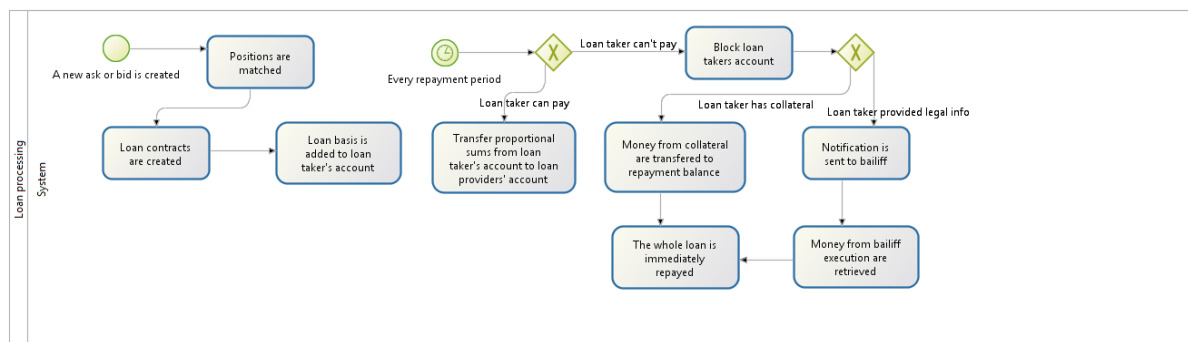 Loan processing
System
A new ask or bid is created
Positions are
matched
Loan contracts
are created
Loan basis is
added to loan
taker's account
Every repayment period
Loan taker can't pay
Loan taker can pay
Transfer proportional
sums from loan
taker's account to loan
providers' account
Block loan
takers account
Loan taker has collateral
Loan taker provided legal info
Money from collateral
are transfered to
repayment balance
Notification is
sent to bailiff
The whole loan is
immediately
repayed
Money from bailiff
execution are
retrieved